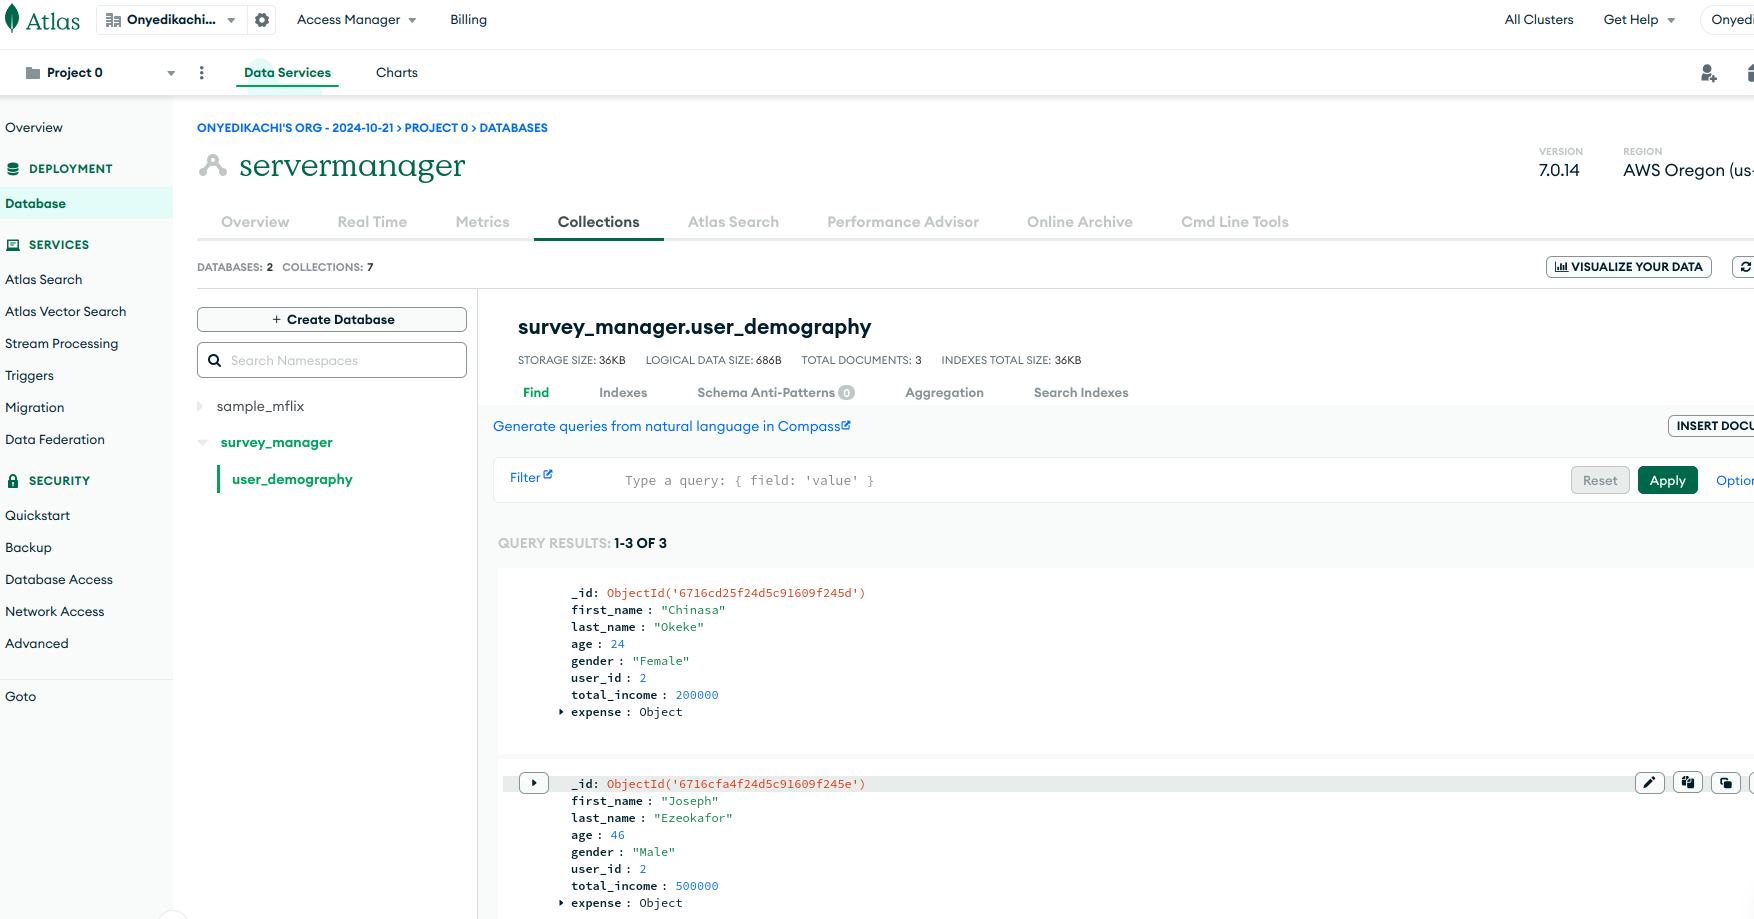 Atlas
Onyedikachi...
Access Manager
Billing
All Clusters
Get Help
Onyedi
Project 0
Data Services
Charts
Overview
DEPLOYMENT
Database
SERVICES
Atlas Search
Atlas Vector Search
Stream Processing
Triggers
Migration
Data Federation
SECURITY
Quickstart
Backup
Database Access
Network Access
Advanced
Goto
ONYEDIKACHI'S ORG - 2024-10-21 > PROJECT 0 > DATABASES
servermanager
VERSION
7.0.14
REGION
AWS Oregon (us-
Overview
Real Time
Metrics
Collections
Atlas Search
Performance Advisor
Online Archive
Cmd Line Tools
DATABASES: 2 COLLECTIONS: 7
VISUALIZE YOUR DATA
+ Create Database
Search Namespaces
sample_mflix
survey_manager
user_demography
survey_manager.user_demography
STORAGE SIZE: 36KB LOGICAL DATA SIZE: 686B TOTAL DOCUMENTS: 3 INDEXES TOTAL SIZE: 36KB
Find
Indexes
Schema Anti-Patterns 0
Aggregation
Search Indexes
Generate queries from natural language in Compass
INSERT DOCU
Filter
Type a query: { field: 'value' }
Reset
Apply
Option
QUERY RESULTS: 1-3 OF 3
_id: ObjectId('6716cd25f24d5c91609f245d')
first_name : "Chinasa"
last_name : "Okeke"
age : 24
gender : "Female"
user_id : 2
total_income : 200000
expense : Object
_id: ObjectId('6716cfa4f24d5c91609f245e')
first_name : "Joseph"
last_name : "Ezeokafor"
age : 46
gender : "Male"
user_id : 2
total_income : 500000
expense : Object